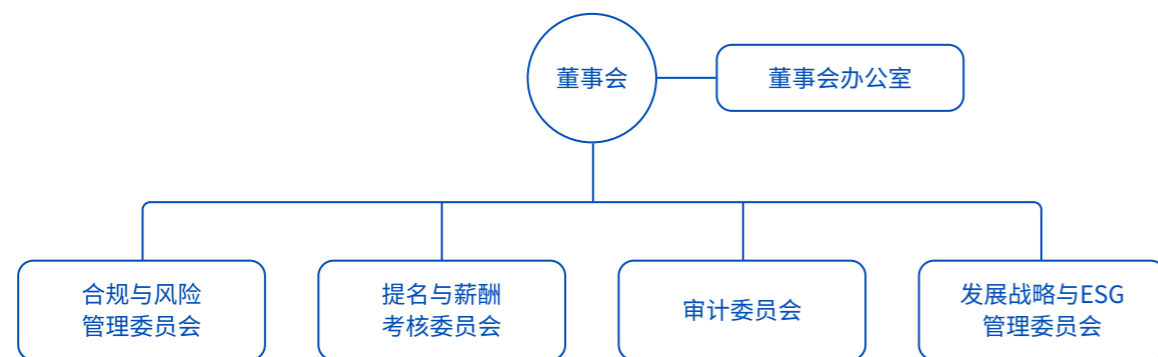 董事会
董事会办公室
合规与风险
管理委员会
提名与薪酬
考核委员会
审计委员会
发展战略与ESG
管理委员会